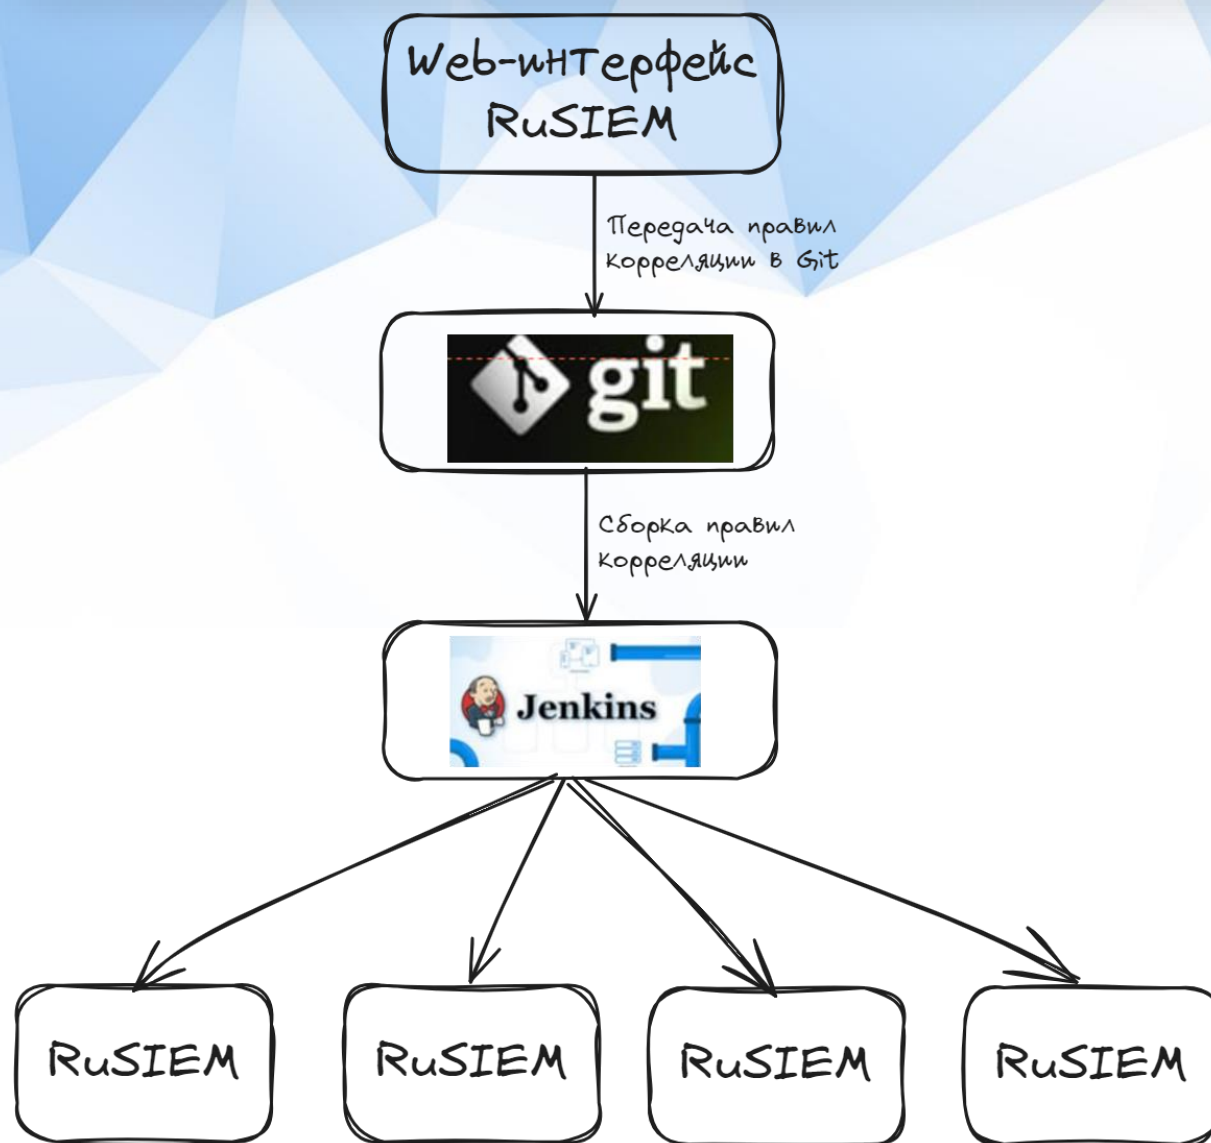 Web-интерфейс
RuSIEM
Передача правил
корреляции в Git
git
Сборка правил
корреляции
Jenkins
RuSIEM
RuSIEM
RuSIEM
RuSIEM